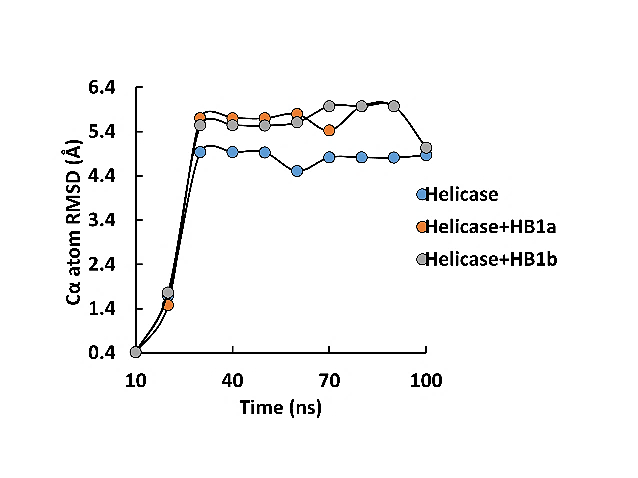 6.4
5.4
4.4
3.4
2.4
1.4
0.4
Cα atom RMSD (Å)
10 40 70 100
Time (ns)
Helicase
Helicase+HB1a
Helicase+HB1b